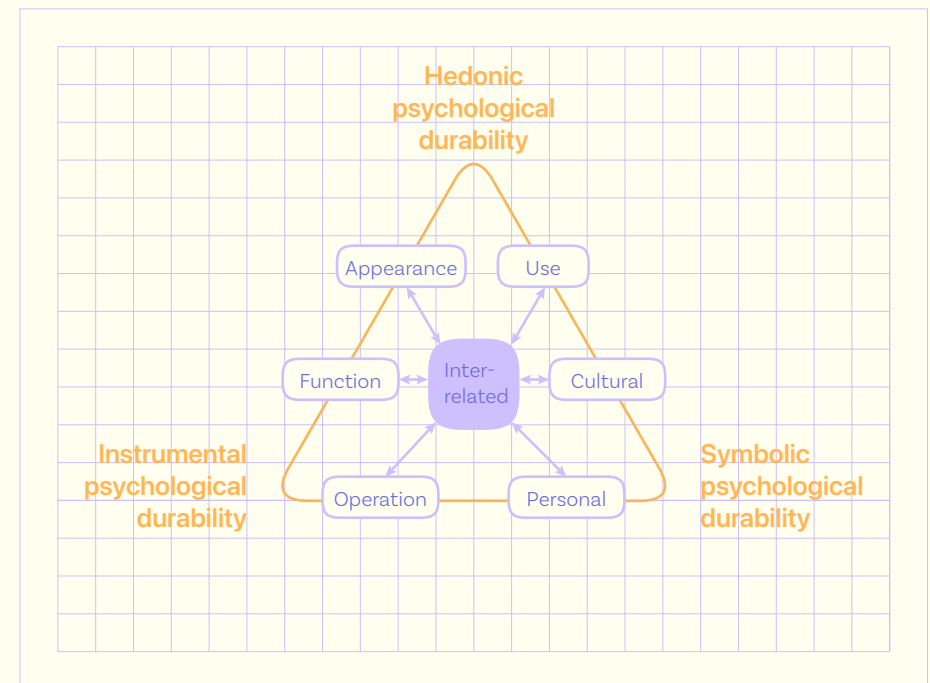 Hedonic
psychological
durability
Appearance
Use
Inter-
related
Function
Cultural
Instrumental
psychological
durability
Symbolic
psychological
durability
Operation
Personal